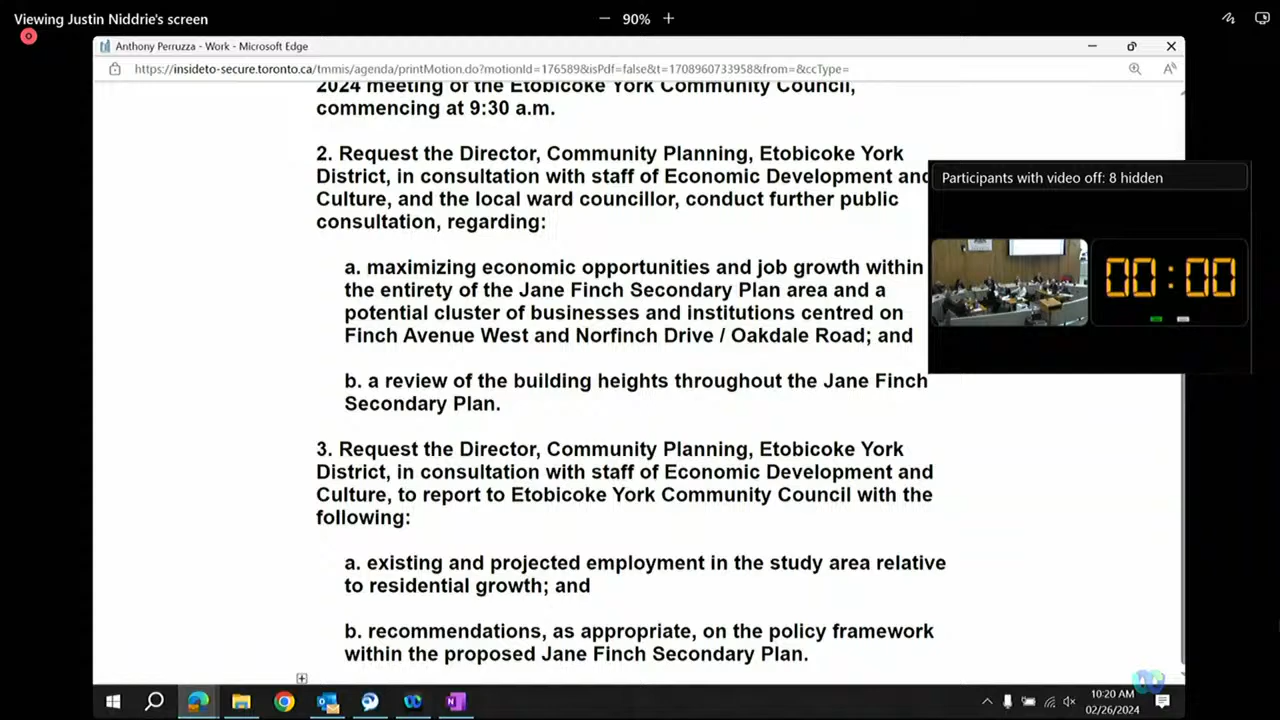 Viewing Justin Niddrie's screen
90%
Anthony Perruzza - Work - Microsoft Edge
https://insideto-secure.toronto.ca/tmmis/agenda/printMotion.do?motionId=176589&isPdf=false&t=1708960733958&from=&ccType=
2024 meeting of the Etobicoke York Community Council,
commencing at 9:30 a.m.
2. Request the Director, Community Planning, Etobicoke York
District, in consultation with staff of Economic Development and
Culture, and the local ward councillor, conduct further public
consultation, regarding:
a. maximizing economic opportunities and job growth within
the entirety of the Jane Finch Secondary Plan area and a
potential cluster of businesses and institutions centred on
Finch Avenue West and Norfinch Drive / Oakdale Road; and
b. a review of the building heights throughout the Jane Finch
Secondary Plan.
3. Request the Director, Community Planning, Etobicoke York
District, in consultation with staff of Economic Development and
Culture, to report to Etobicoke York Community Council with the
following:
a. existing and projected employment in the study area relative
to residential growth; and
b. recommendations, as appropriate, on the policy framework
within the proposed Jane Finch Secondary Plan.
Participants with video off: 8 hidden
00:00
10:20 AM
02/26/2024